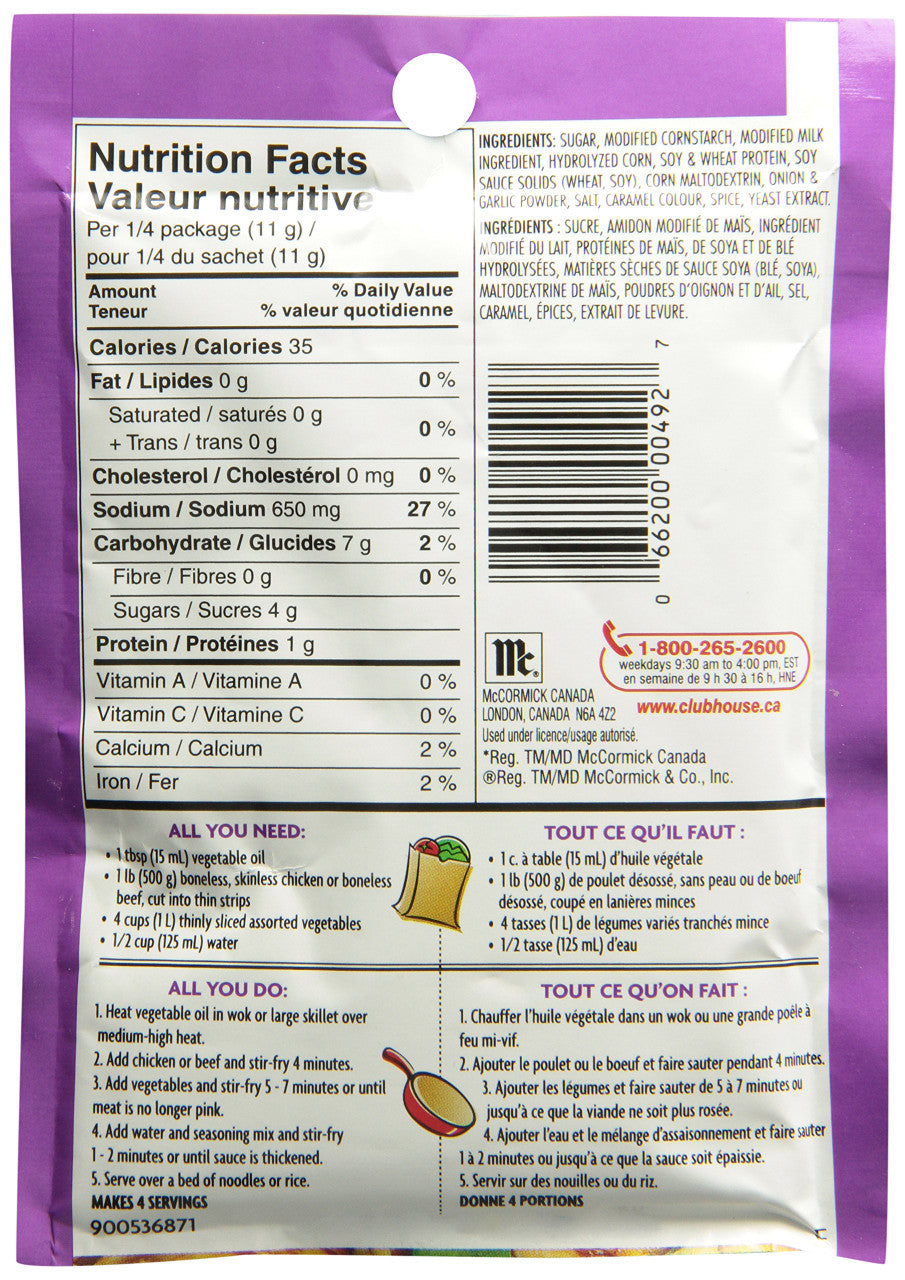 Nutrition Facts
Valeur nutritive
Per 1/4 package (11 g) /
pour 1/4 du sachet (11 g)
Amount % Daily Value
Teneur % valeur quotidienne
Calories / Calories 35
Fat / Lipides 0 g 0 %
Saturated / saturés 0 g
+ Trans / trans 0 g 0 %
Cholesterol / Cholestérol 0 mg 0 %
Sodium / Sodium 650 mg 27 %
Carbohydrate / Glucides 7 g 2 %
Fibre / Fibres 0 g 0 %
Sugars / Sucres 4 g
Protein / Protéines 1 g
Vitamin A / Vitamine A 0 %
Vitamin C / Vitamine C 0 %
Calcium / Calcium 2 %
Iron / Fer 2 %
INGREDIENTS: SUGAR, MODIFIED CORNSTARCH, MODIFIED MILK
INGREDIENT, HYDROLYZED CORN, SOY & WHEAT PROTEIN, SOY
SAUCE SOLIDS (WHEAT, SOY), CORN MALTODEXTRIN, ONION &
GARLIC POWDER, SALT, CARAMEL COLOUR, SPICE, YEAST EXTRACT.
INGRÉDIENTS : SUCRE, AMIDON MODIFIÉ DE MAÏS, INGRÉDIENT
MODIFIÉ DU LAIT, PROTÉINES DE MAÏS, DE SOYA ET DE BLÉ
HYDROLYSÉES, MATIÈRES SÈCHES DE SAUCE SOYA (BLÉ, SOYA),
MALTODEXTRINE DE MAÏS, POUDRES D'OIGNON ET D'AIL, SEL,
CARAMEL, ÉPICES, EXTRAIT DE LEVURE.
0 66200 00492 7
Mc®
1-800-265-2600
weekdays 9:30 am to 4:00 pm, EST
en semaine de 9 h 30 à 16 h, HNE
www.clubhouse.ca
McCORMICK CANADA
LONDON, CANADA N6A 4Z2
Used under licence/usage autorisé.
*Reg. TM/MD McCormick Canada
®Reg. TM/MD McCormick & Co., Inc.
ALL YOU NEED:
• 1 tbsp (15 mL) vegetable oil
• 1 lb (500 g) boneless, skinless chicken or boneless
beef, cut into thin strips
• 4 cups (1 L) thinly sliced assorted vegetables
• 1/2 cup (125 mL) water
TOUT CE QU'IL FAUT :
• 1 c. à table (15 mL) d'huile végétale
• 1 lb (500 g) de poulet désossé, sans peau ou de boeuf
désossé, coupé en lanières minces
• 4 tasses (1 L) de légumes variés tranchés mince
• 1/2 tasse (125 mL) d'eau
ALL YOU DO:
1. Heat vegetable oil in wok or large skillet over
medium-high heat.
2. Add chicken or beef and stir-fry 4 minutes.
3. Add vegetables and stir-fry 5 - 7 minutes or until
meat is no longer pink.
4. Add water and seasoning mix and stir-fry
1 - 2 minutes or until sauce is thickened.
5. Serve over a bed of noodles or rice.
MAKES 4 SERVINGS
900536871
TOUT CE QU'ON FAIT :
1. Chauffer l'huile végétale dans un wok ou une grande poêle à
feu mi-vif.
2. Ajouter le poulet ou le boeuf et faire sauter pendant 4 minutes.
3. Ajouter les légumes et faire sauter de 5 à 7 minutes ou
jusqu'à ce que la viande ne soit plus rosée.
4. Ajouter l'eau et le mélange d'assaisonnement et faire sauter
1 à 2 minutes ou jusqu'à ce que la sauce soit épaissie.
5. Servir sur des nouilles ou du riz.
DONNE 4 PORTIONS